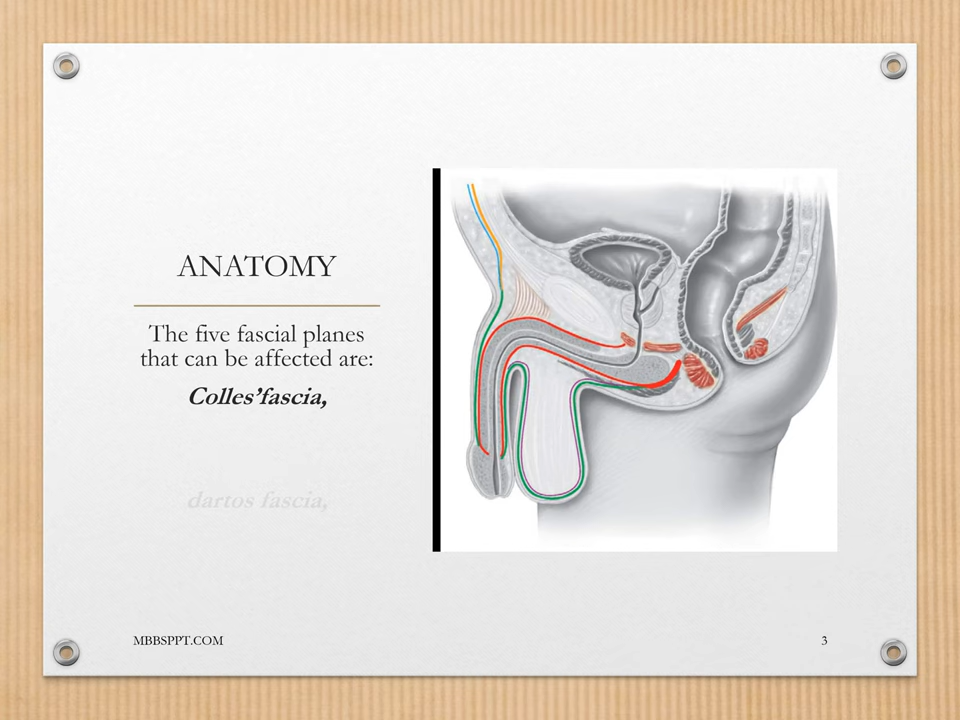 ANATOMY
The five fascial planes
that can be affected are:
Colles’fascia,
dartos fascia,
MBBSPPT.COM
3